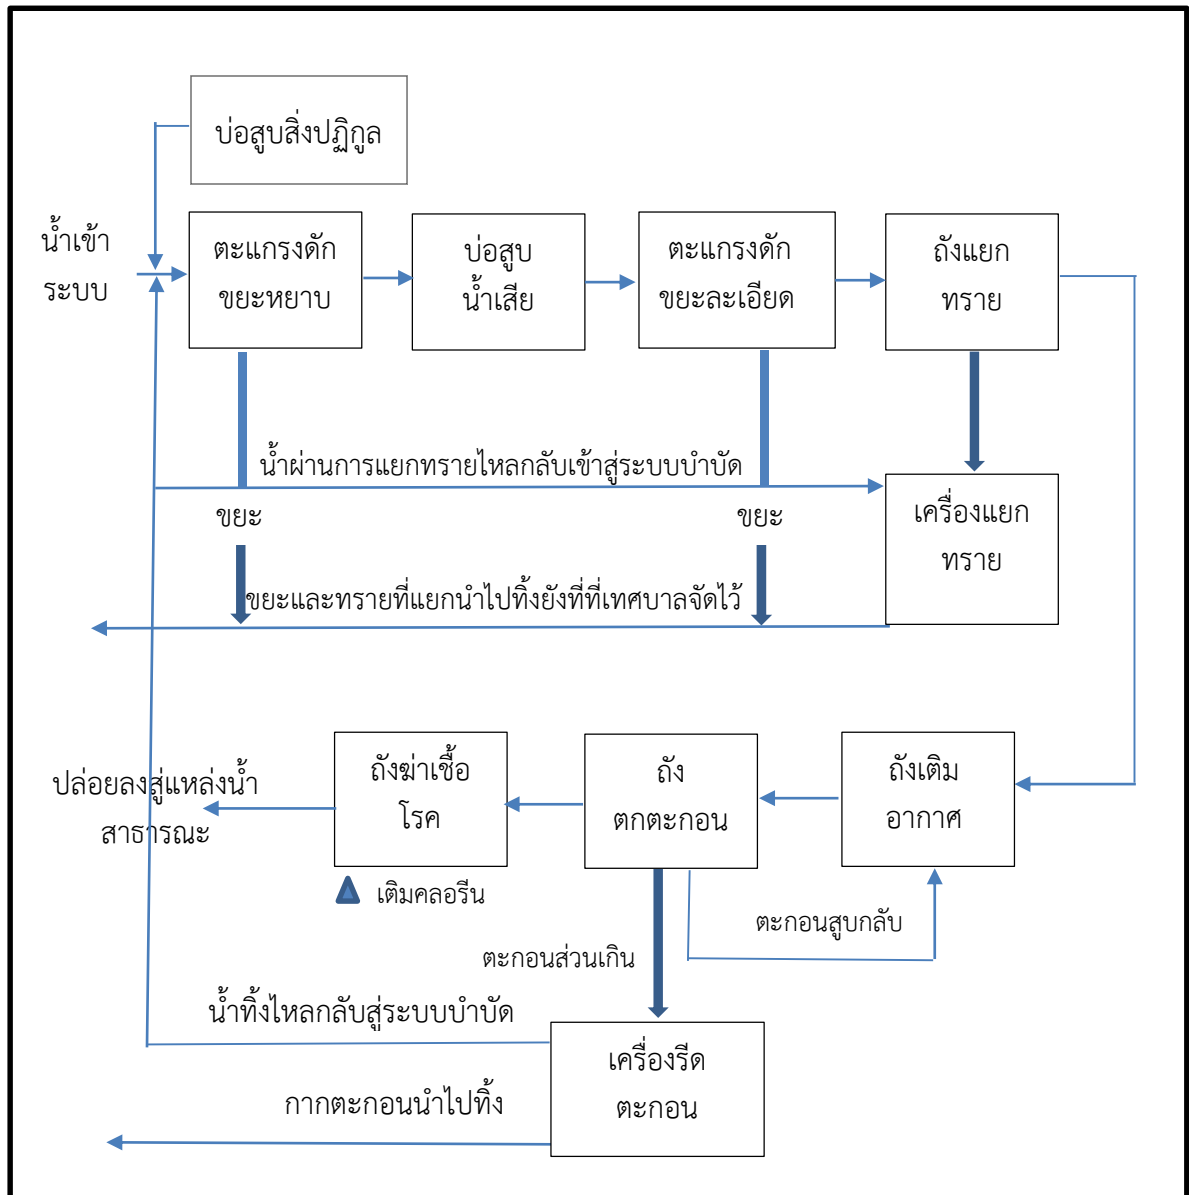 บ่อสูบสิ่งปฏิกูล
น้ำเข้า
ระบบ
ตะแกรงดัก
ขยะหยาบ
บ่อสูบ
น้ำเสีย
ตะแกรงดัก
ขยะละเอียด
ถังแยก
ทราย
น้ำผ่านการแยกทรายไหลกลับเข้าสู่ระบบบำบัด
ขยะ
ขยะ
เครื่องแยก
ทราย
ขยะและทรายที่แยกนำไปทิ้งยังที่ที่เทศบาลจัดไว้
ปล่อยลงสู่แหล่งน้ำ
สาธารณะ
ถังฆ่าเชื้อ
โรค
ถัง
ตกตะกอน
ถังเติม
อากาศ
เติมคลอรีน
ตะกอนสูบกลับ
ตะกอนส่วนเกิน
น้ำทิ้งไหลกลับสู่ระบบบำบัด
เครื่องรีด
ตะกอน
กากตะกอนนำไปทิ้ง